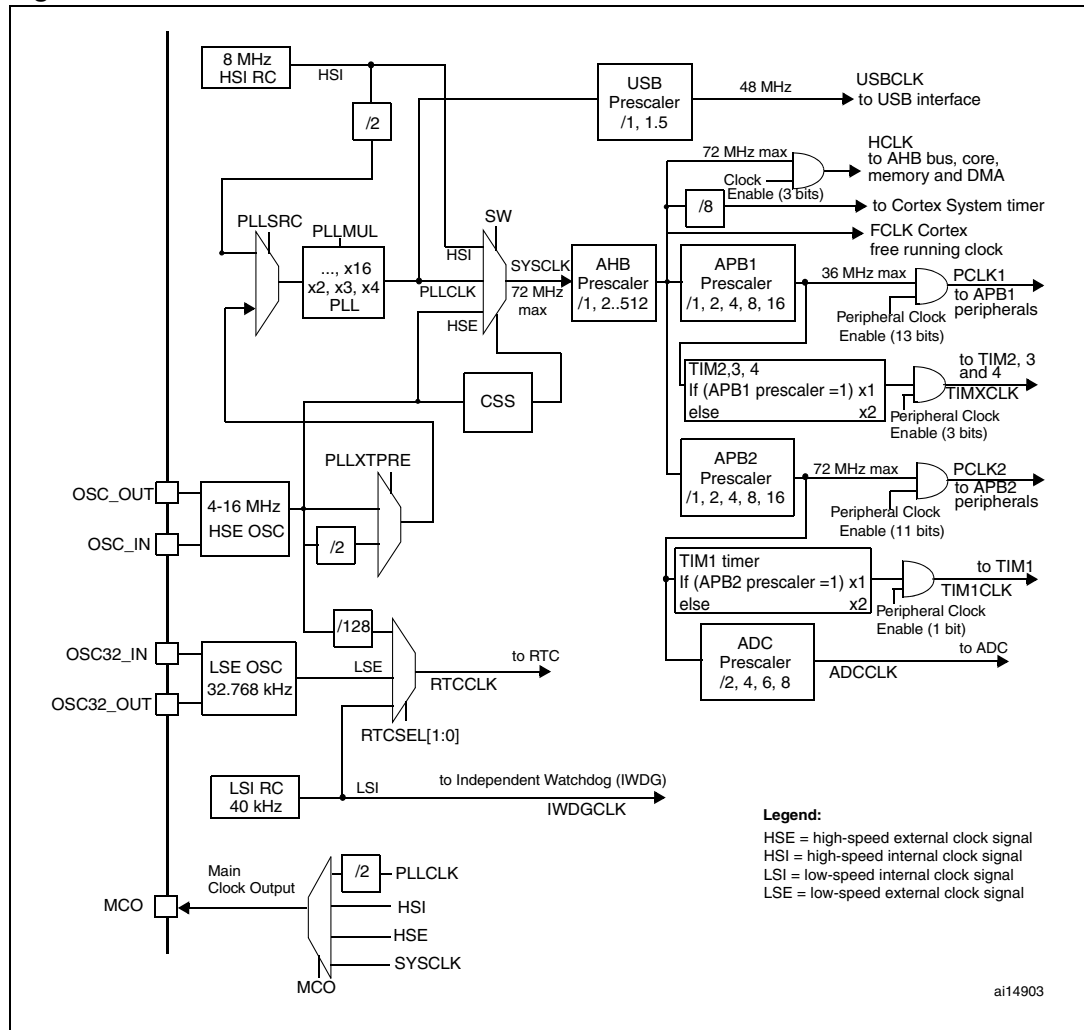 8 MHz
HSI RC
HSI
/2
USB
Prescaler
/1, 1.5
48 MHz
USBCLK
to USB interface
72 MHz max
Clock
Enable (3 bits)
HCLK
to AHB bus, core,
memory and DMA
/8
to Cortex System timer
FCLK Cortex
free running clock
PLLSRC
PLLMUL
..., x16
x2, x3, x4
PLL
SW
HSI
PLLCLK
HSE
SYSCLK
72 MHz
max
AHB
Prescaler
/1, 2..512
APB1
Prescaler
/1, 2, 4, 8, 16
36 MHz max
PCLK1
to APB1
peripherals
Peripheral Clock
Enable (13 bits)
TIM2,3, 4
If (APB1 prescaler =1) x1
else x2
to TIM2, 3
and 4
TIMXCLK
Peripheral Clock
Enable (3 bits)
CSS
PLLXTPRE
OSC_OUT
OSC_IN
4-16 MHz
HSE OSC
/2
APB2
Prescaler
/1, 2, 4, 8, 16
72 MHz max
PCLK2
to APB2
peripherals
Peripheral Clock
Enable (11 bits)
TIM1 timer
If (APB2 prescaler =1) x1
else x2
to TIM1
TIM1CLK
Peripheral Clock
Enable (1 bit)
/128
OSC32_IN
OSC32_OUT
LSE OSC
32.768 kHz
LSE
to RTC
RTCCLK
RTCSEL[1:0]
ADC
Prescaler
/2, 4, 6, 8
to ADC
ADCCLK
LSI RC
40 kHz
LSI
to Independent Watchdog (IWDG)
IWDGCLK
Legend:
HSE = high-speed external clock signal
HSI = high-speed internal clock signal
LSI = low-speed internal clock signal
LSE = low-speed external clock signal
Main
Clock Output
MCO
/2
PLLCLK
HSI
HSE
SYSCLK
MCO
ai14903